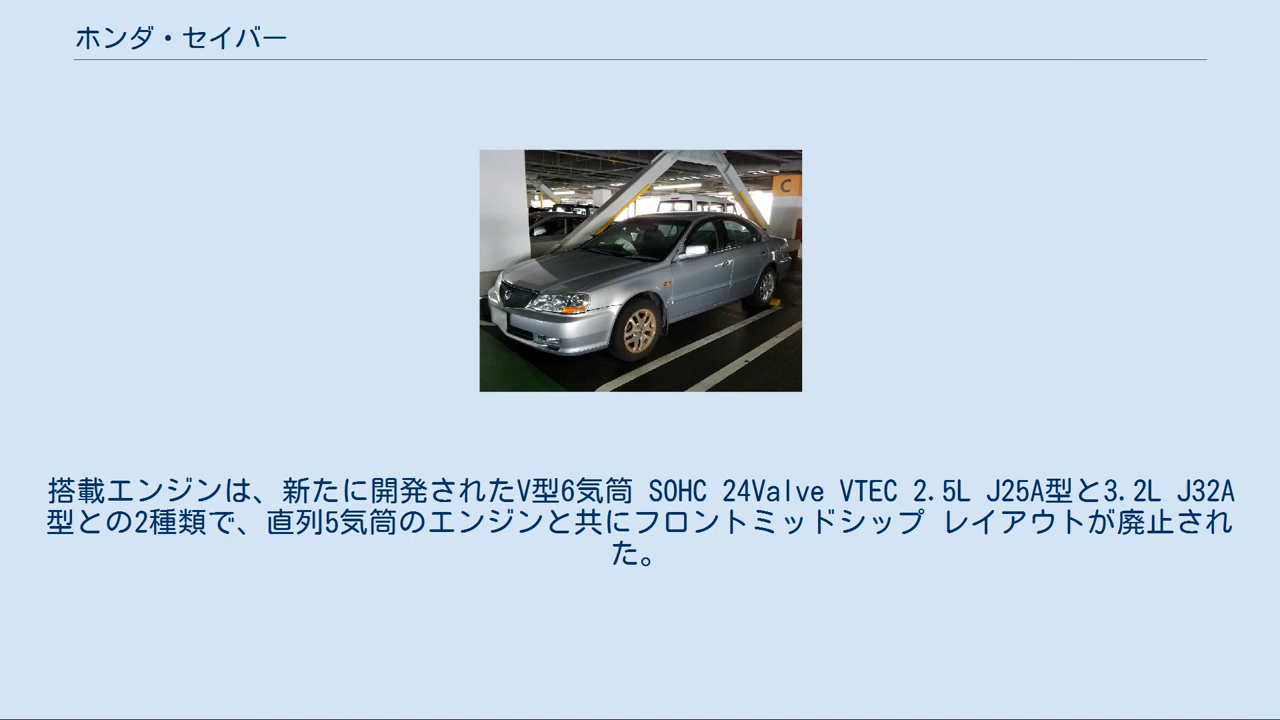 ホンダ・セイバー
C
搭載エンジンは、新たに開発されたV型6気筒 SOHC 24Valve VTEC 2.5L J25A型と3.2L J32A
型との2種類で、直列5気筒のエンジンと共にフロントミッドシップ レイアウトが廃止され
た。